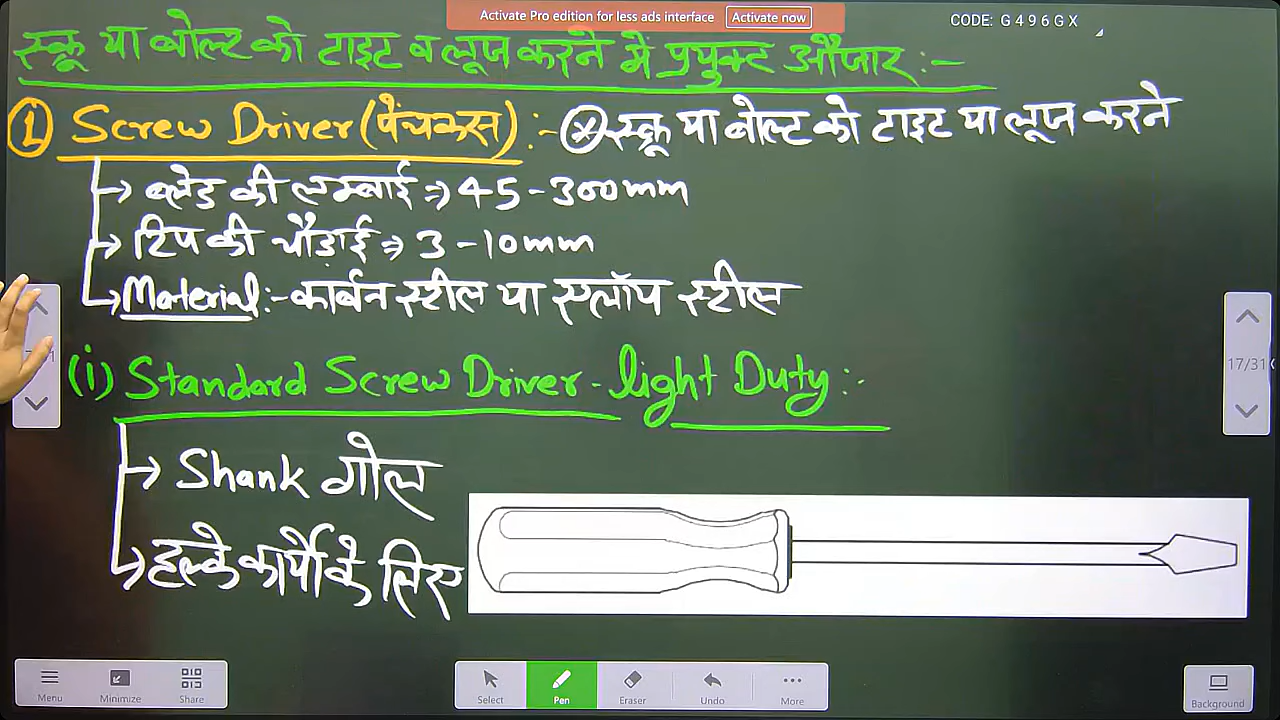 Activate Pro edition for less ads interface Activate now
CODE: G 4 9 6 G X
स्क्रू या बोल्ट को टाइट व लूज करने में प्रयुक्त औजार :-
① Screw Driver (पेंचकस) :- * स्क्रू या बोल्ट को टाइट या लूज करने
→ ब्लेड की लम्बाई ⇒ 45 - 300mm
→ टिप की चौड़ाई ⇒ 3 - 10mm
→ Material :- कार्बन स्टील या एलॉय स्टील
17/31
(i) Standard Screw Driver - light Duty :-
→ Shank गोल
→ हल्के कार्यो के लिए
Menu Minimize Share Select Pen Eraser Undo More Background